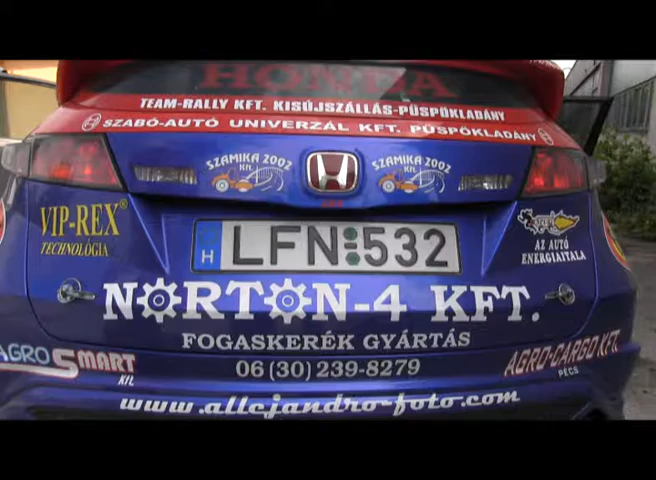 HONDA
TEAM-RALLY KFT. KISÚJSZÁLLÁS-PÜSPÖKLADÁNY
SZABÓ-AUTÓ UNIVERZÁL KFT. PÜSPÖKLADÁNY
SZAMIKA 2002 Kft.
SZAMIKA 2002 Kft.
VIP-REX®
TECHNOLÓGIA
H LFN 532
AZ AUTÓ
ENERGIAITALA
NORTON-4 KFT.
FOGASKERÉK GYÁRTÁS
06 (30) 239-8279
AGRO SMART
KFT
AGRO-CARGO KFT.
PÉCS
www.allejandro-foto.com